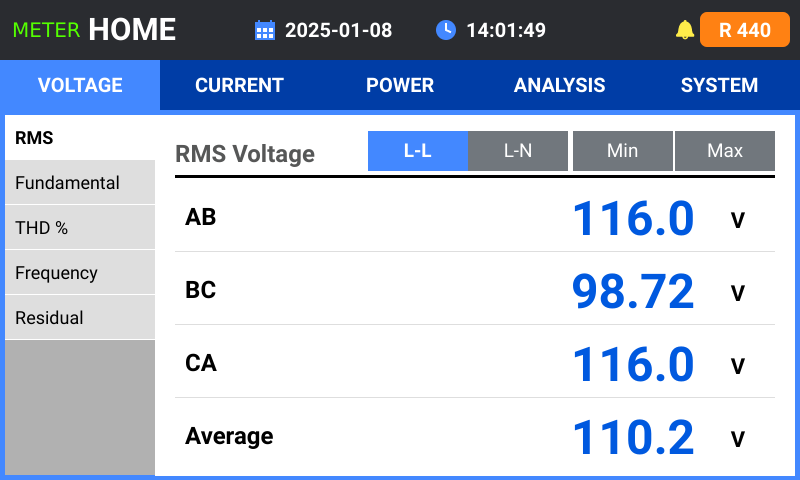 METER HOME 2025-01-08 14:01:49 R 440
VOLTAGE CURRENT POWER ANALYSIS SYSTEM
RMS
Fundamental
THD %
Frequency
Residual
RMS Voltage L-L L-N Min Max
AB 116.0 V
BC 98.72 V
CA 116.0 V
Average 110.2 V